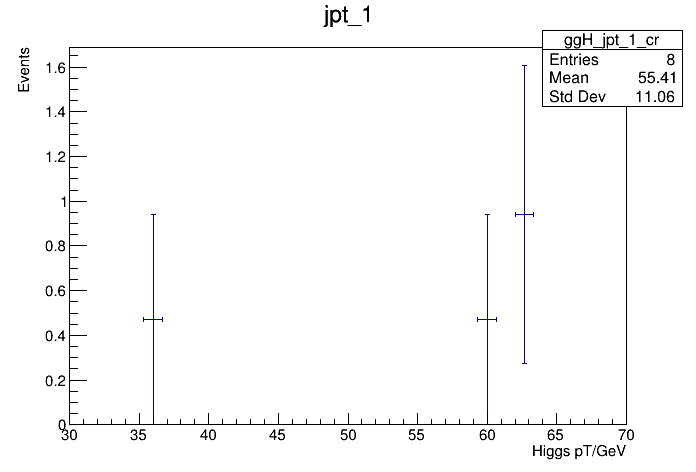 jpt_1
ggH_jpt_1_cr
Entries 8
Mean 55.41
Std Dev 11.06
Events
1.6
1.4
1.2
1
0.8
0.6
0.4
0.2
0
30 35 40 45 50 55 60 65 70
Higgs pT/GeV